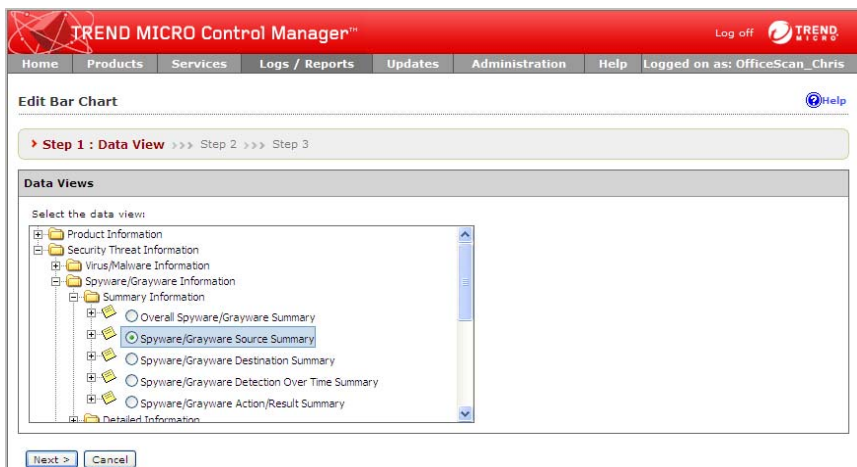 TREND MICRO Control Manager™
Log off
TREND MICRO
Home Products Services Logs / Reports Updates Administration Help Logged on as: OfficeScan_Chris
Edit Bar Chart
Help
Step 1 : Data View >>> Step 2 >>> Step 3
Data Views
Select the data view:
Product Information
Security Threat Information
Virus/Malware Information
Spyware/Grayware Information
Summary Information
Overall Spyware/Grayware Summary
Spyware/Grayware Source Summary
Spyware/Grayware Destination Summary
Spyware/Grayware Detection Over Time Summary
Spyware/Grayware Action/Result Summary
Detailed Information
Next > Cancel